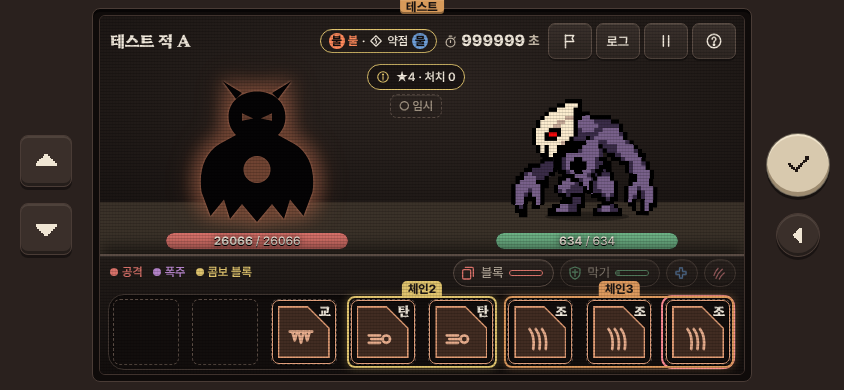 테스트
테스트 적 A
불 불 · 약점 물
999999 초
로그
★4 · 처치 0
임시
26066 / 26066
634 / 634
공격 폭주 콤보 블록
블록
막기
체인2
체인3
교 탄 탄 조 조 조